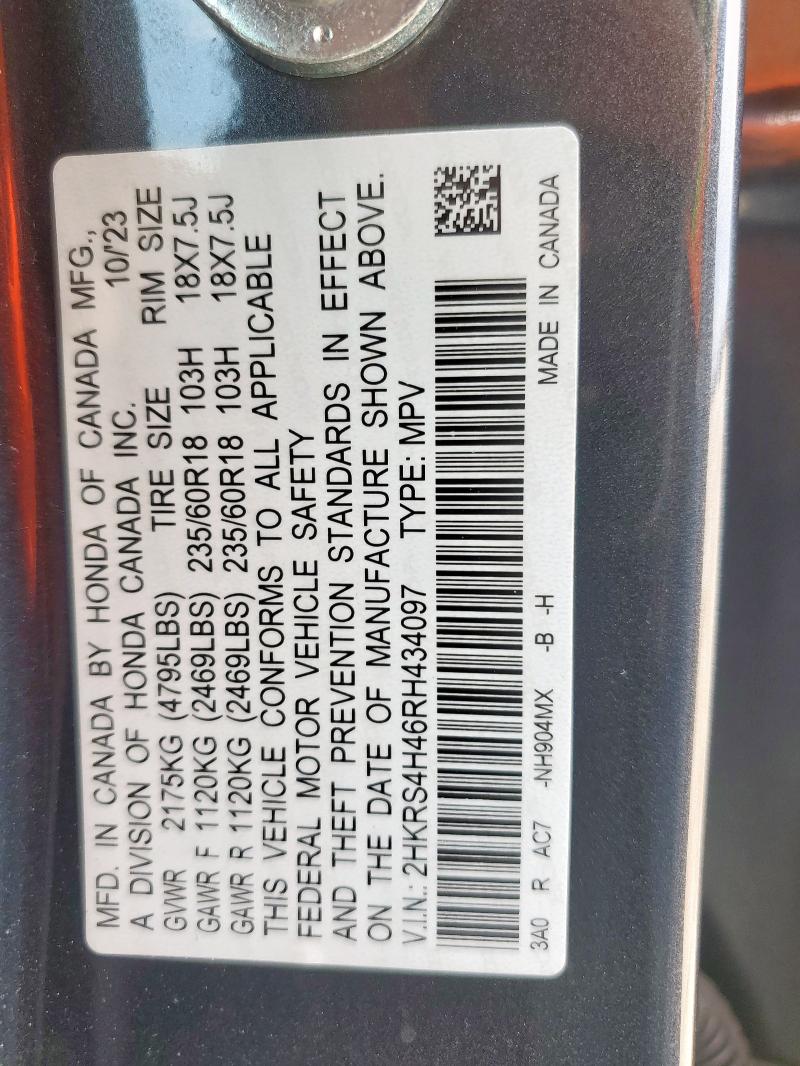 MFD. IN CANADA BY HONDA OF CANADA MFG.,
A DIVISION OF HONDA CANADA INC. 10/'23
GVWR 2175KG (4795LBS) TIRE SIZE RIM SIZE
GAWR F 1120KG (2469LBS) 235/60R18 103H 18X7.5J
GAWR R 1120KG (2469LBS) 235/60R18 103H 18X7.5J
THIS VEHICLE CONFORMS TO ALL APPLICABLE
FEDERAL MOTOR VEHICLE SAFETY
AND THEFT PREVENTION STANDARDS IN EFFECT
ON THE DATE OF MANUFACTURE SHOWN ABOVE.
V.I.N.: 2HKRS4H46RH434097 TYPE: MPV
3A0 R AC7 -NH904MX -B -H MADE IN CANADA